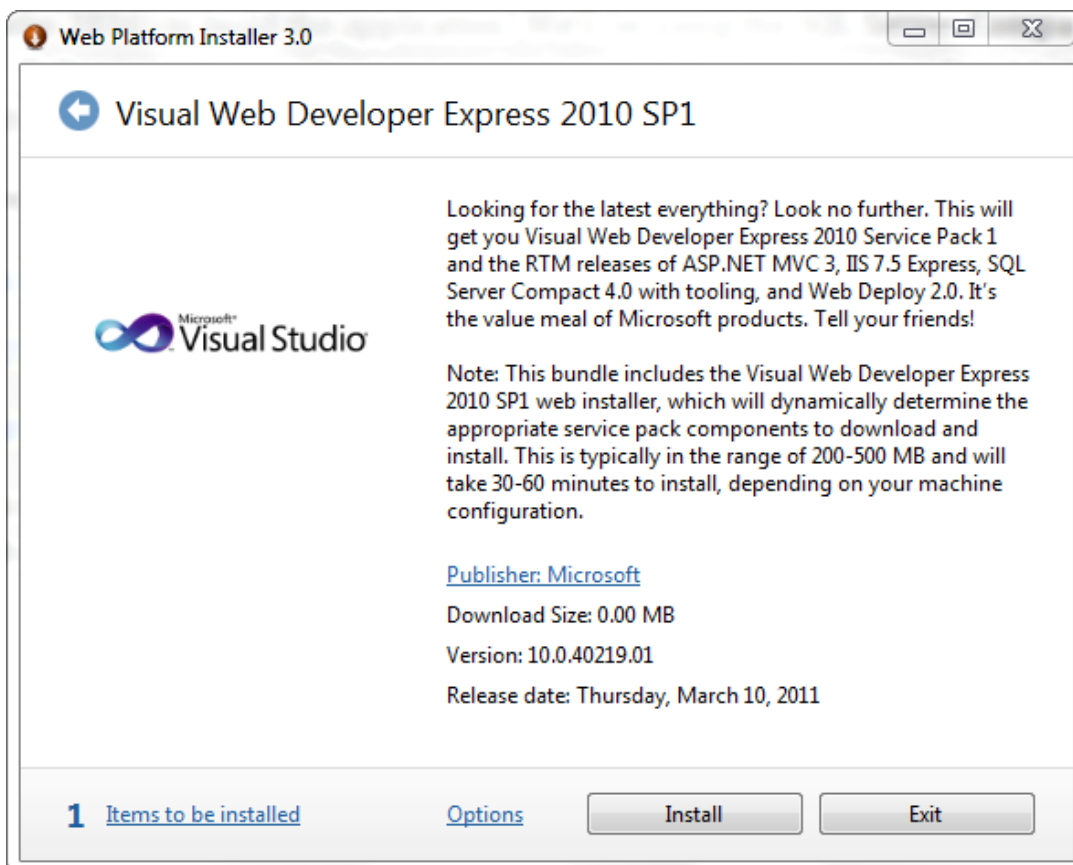 Web Platform Installer 3.0
Visual Web Developer Express 2010 SP1
Looking for the latest everything? Look no further. This will
get you Visual Web Developer Express 2010 Service Pack 1
and the RTM releases of ASP.NET MVC 3, IIS 7.5 Express, SQL
Server Compact 4.0 with tooling, and Web Deploy 2.0. It's
the value meal of Microsoft products. Tell your friends!
Microsoft®
Visual Studio®
Note: This bundle includes the Visual Web Developer Express
2010 SP1 web installer, which will dynamically determine the
appropriate service pack components to download and
install. This is typically in the range of 200-500 MB and will
take 30-60 minutes to install, depending on your machine
configuration.
Publisher: Microsoft
Download Size: 0.00 MB
Version: 10.0.40219.01
Release date: Thursday, March 10, 2011
1 Items to be installed Options Install Exit